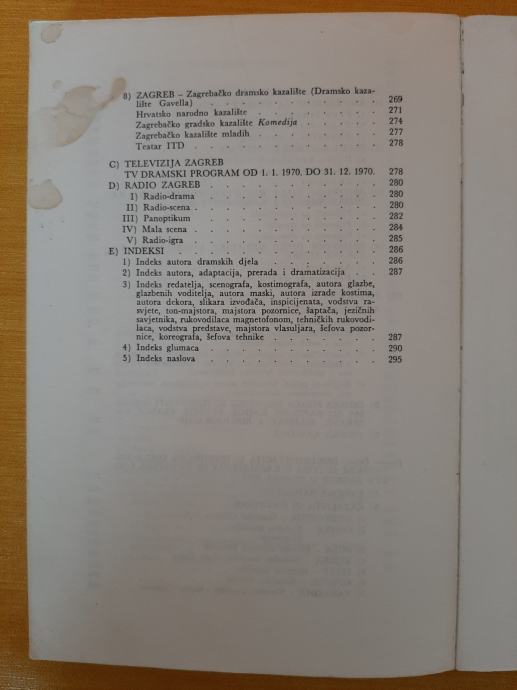 8) ZAGREB – Zagrebačko dramsko kazalište (Dramsko kaza-
lište Gavella) . . . . . . . . . . 269
Hrvatsko narodno kazalište . . . . . . . 271
Zagrebačko gradsko kazalište Komedija . . . . . 274
Zagrebačko kazalište mladih . . . . . . . 277
Teatar ITD . . . . . . . . . . . 278
C) TELEVIZIJA ZAGREB
TV DRAMSKI PROGRAM OD 1. 1. 1970. DO 31. 12. 1970. 278
D) RADIO ZAGREB . . . . . . . . . . 280
I) Radio-drama . . . . . . . . . . 280
II) Radio-scena . . . . . . . . . . 280
III) Panoptikum . . . . . . . . . . 282
IV) Mala scena . . . . . . . . . . 284
V) Radio-igra . . . . . . . . . . 285
E) INDEKSI . . . . . . . . . . . 286
1) Indeks autora dramskih djela . . . . . . . 286
2) Indeks autora, adaptacija, prerada i dramatizacija . . . 287
3) Indeks redatelja, scenografa, kostimografa, autora glazbe,
glazbenih voditelja, autora maski, autora izrade kostima,
autora dekora, slikara izvođača, inspicijenata, vodstva ra-
svjete, ton-majstora, majstora pozornice, šaptača, jezičnih
savjetnika, rukovodilaca magnetofonom, tehničkih rukovodi-
laca, vodstva predstave, majstora vlasuljara, šefova pozor-
nice, koreografa, šefova tehnike . . . . . . . 287
4) Indeks glumaca . . . . . . . . . . 290
5) Indeks naslova . . . . . . . . . . 295